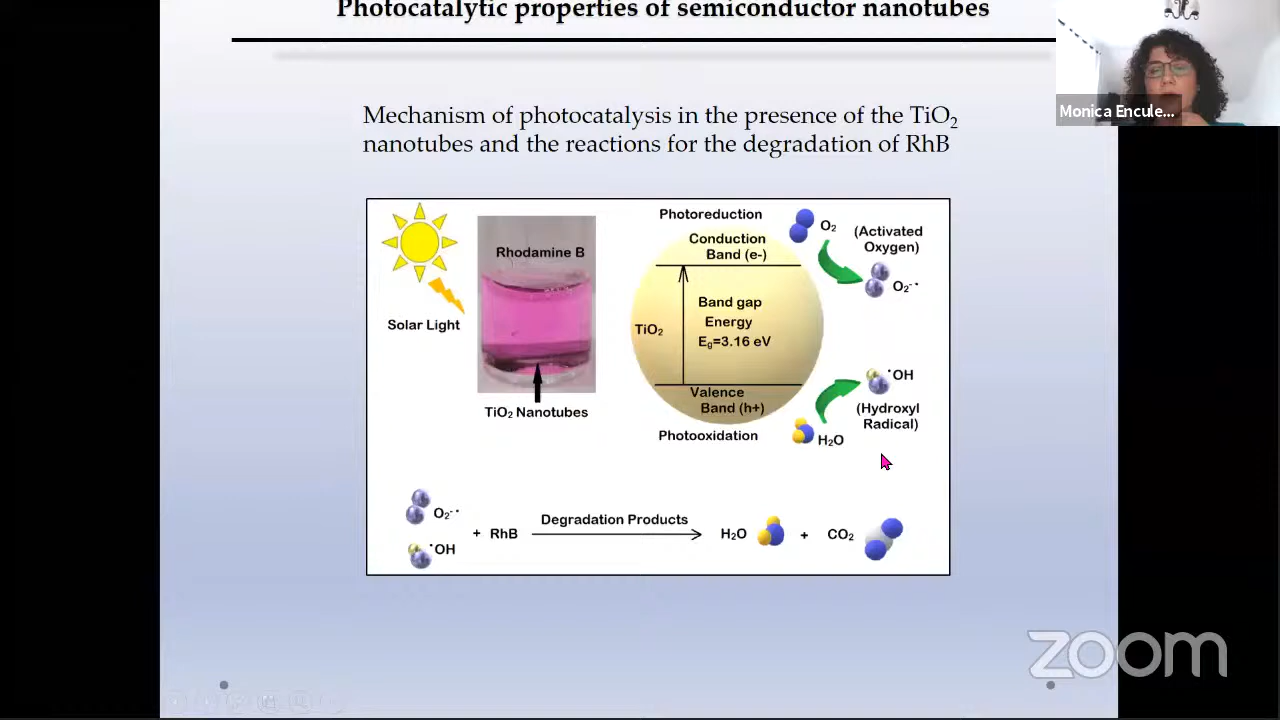 Photocatalytic properties of semiconductor nanotubes
Monica Encule...
Mechanism of photocatalysis in the presence of the TiO₂
nanotubes and the reactions for the degradation of RhB
Solar Light
Rhodamine B
TiO₂ Nanotubes
Photoreduction
Conduction
Band (e-)
TiO₂
Band gap
Energy
Eg=3.16 eV
Valence
Band (h+)
Photooxidation
O₂
(Activated
Oxygen)
O₂⁻˙
˙OH
(Hydroxyl
Radical)
H₂O
O₂⁻˙
˙OH
+ RhB
Degradation Products
H₂O
+
CO₂
zoom